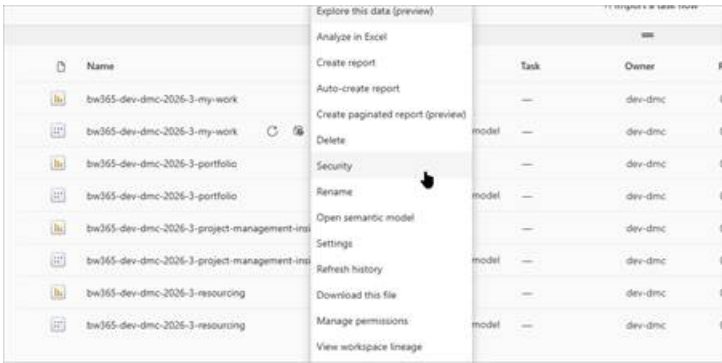 Import a task flow
Explore this data (preview)
Analyze in Excel
Create report
Auto-create report
Create paginated report (preview)
Delete
Security
Rename
Open semantic model
Settings
Refresh history
Download this file
Manage permissions
View workspace lineage
Name Task Owner
bw365-dev-dmc-2026-3-my-work — dev-dmc
bw365-dev-dmc-2026-3-my-work model — dev-dmc
bw365-dev-dmc-2026-3-portfolio — dev-dmc
bw365-dev-dmc-2026-3-portfolio model — dev-dmc
bw365-dev-dmc-2026-3-project-management-insi — dev-dmc
bw365-dev-dmc-2026-3-project-management-insi model — dev-dmc
bw365-dev-dmc-2026-3-resourcing — dev-dmc
bw365-dev-dmc-2026-3-resourcing model — dev-dmc